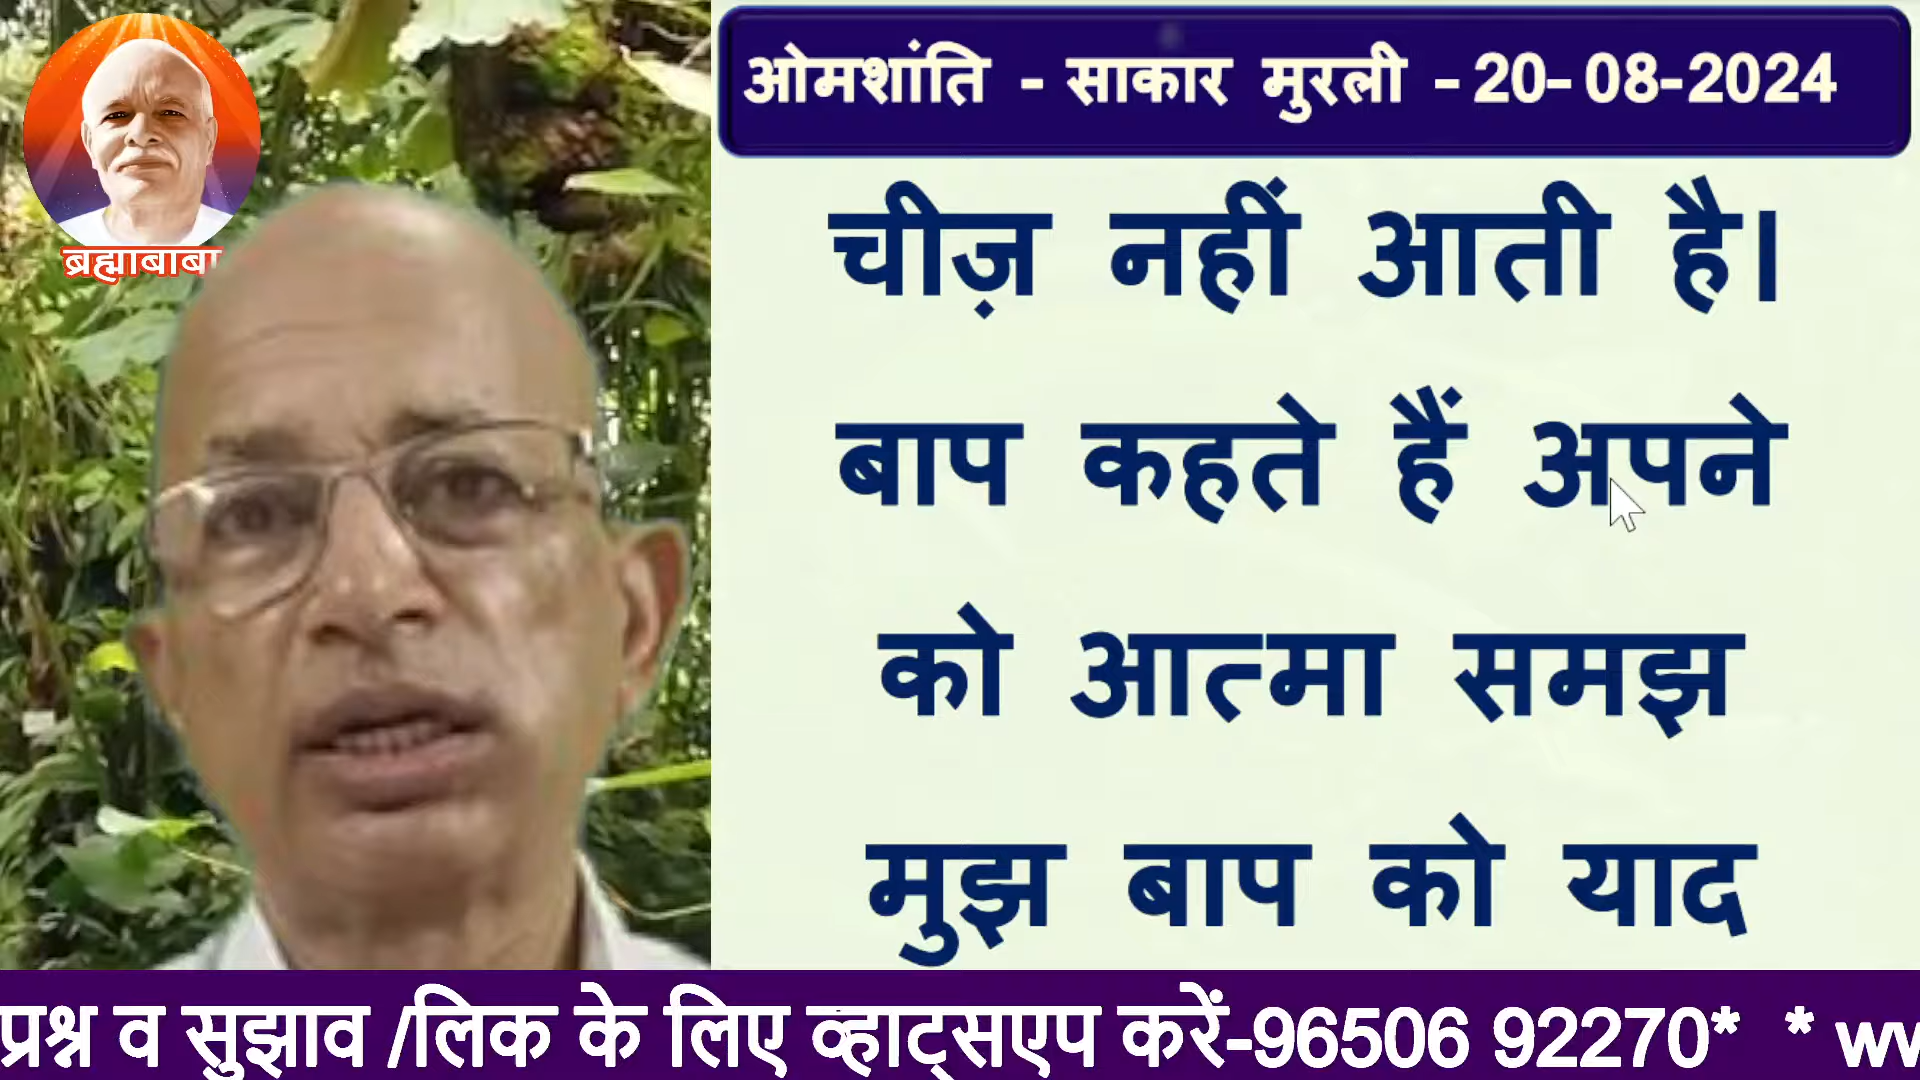 ओमशांति - साकार मुरली - 20-08-2024
ब्रह्माबाबा
चीज़ नहीं आती है।
बाप कहते हैं अपने
को आत्मा समझ
मुझ बाप को याद
प्रश्न व सुझाव /लिंक के लिए व्हाट्सएप करें-96506 92270* *